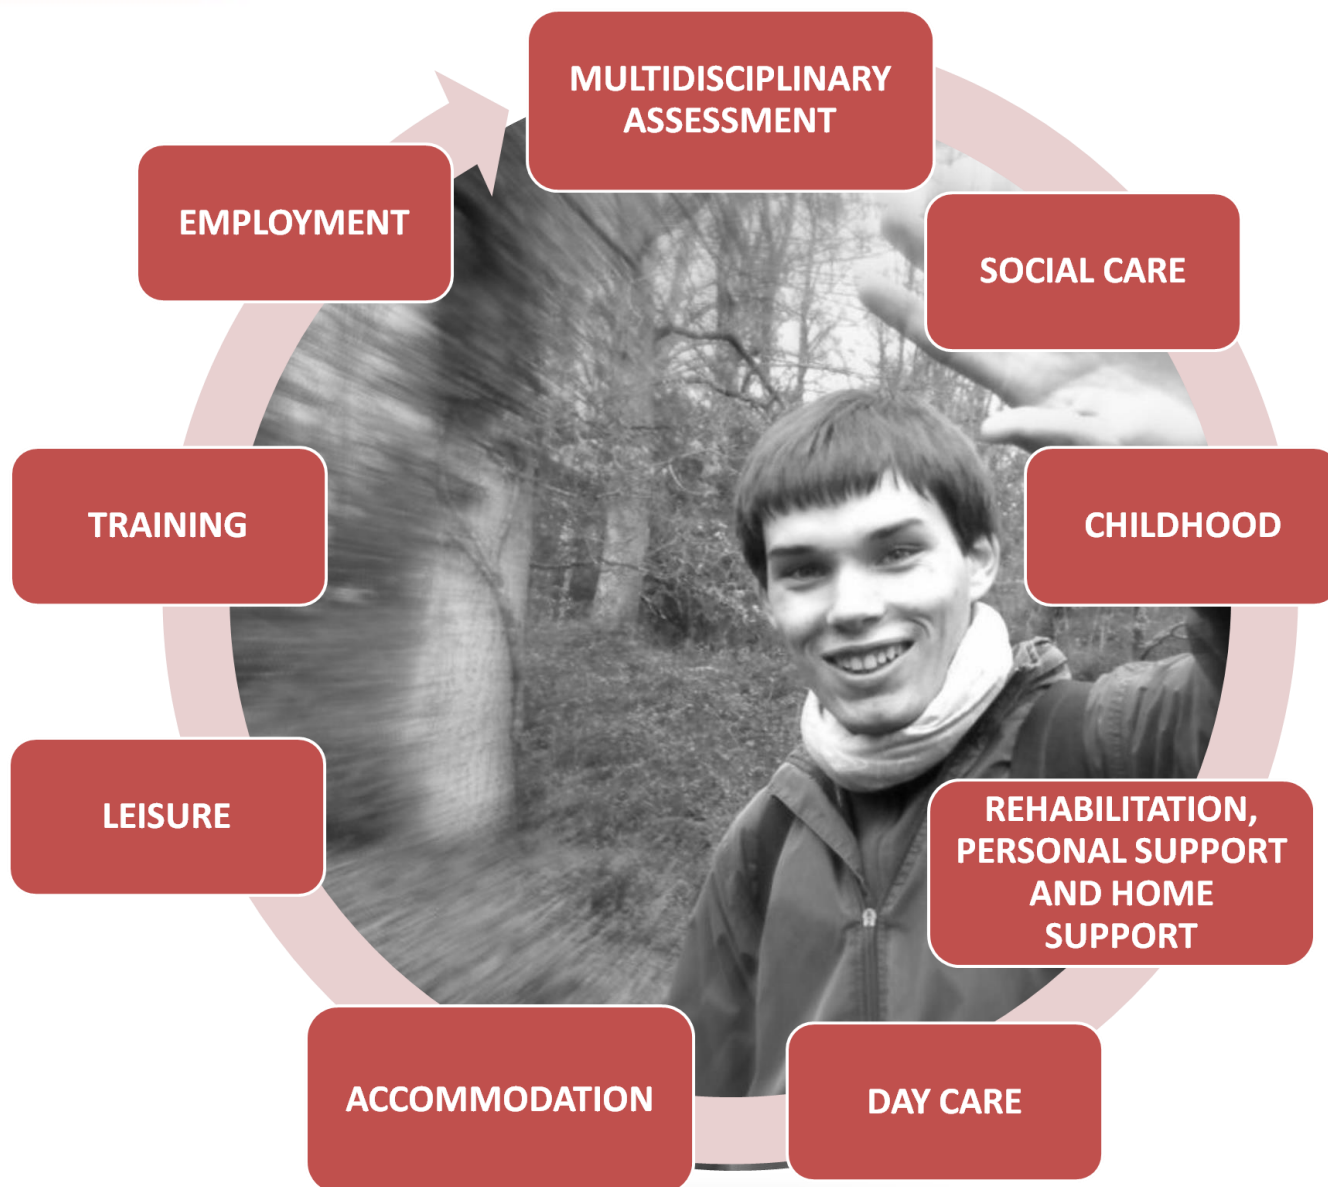 MULTIDISCIPLINARY
ASSESSMENT
SOCIAL CARE
CHILDHOOD
REHABILITATION,
PERSONAL SUPPORT
AND HOME
SUPPORT
DAY CARE
ACCOMMODATION
LEISURE
TRAINING
EMPLOYMENT